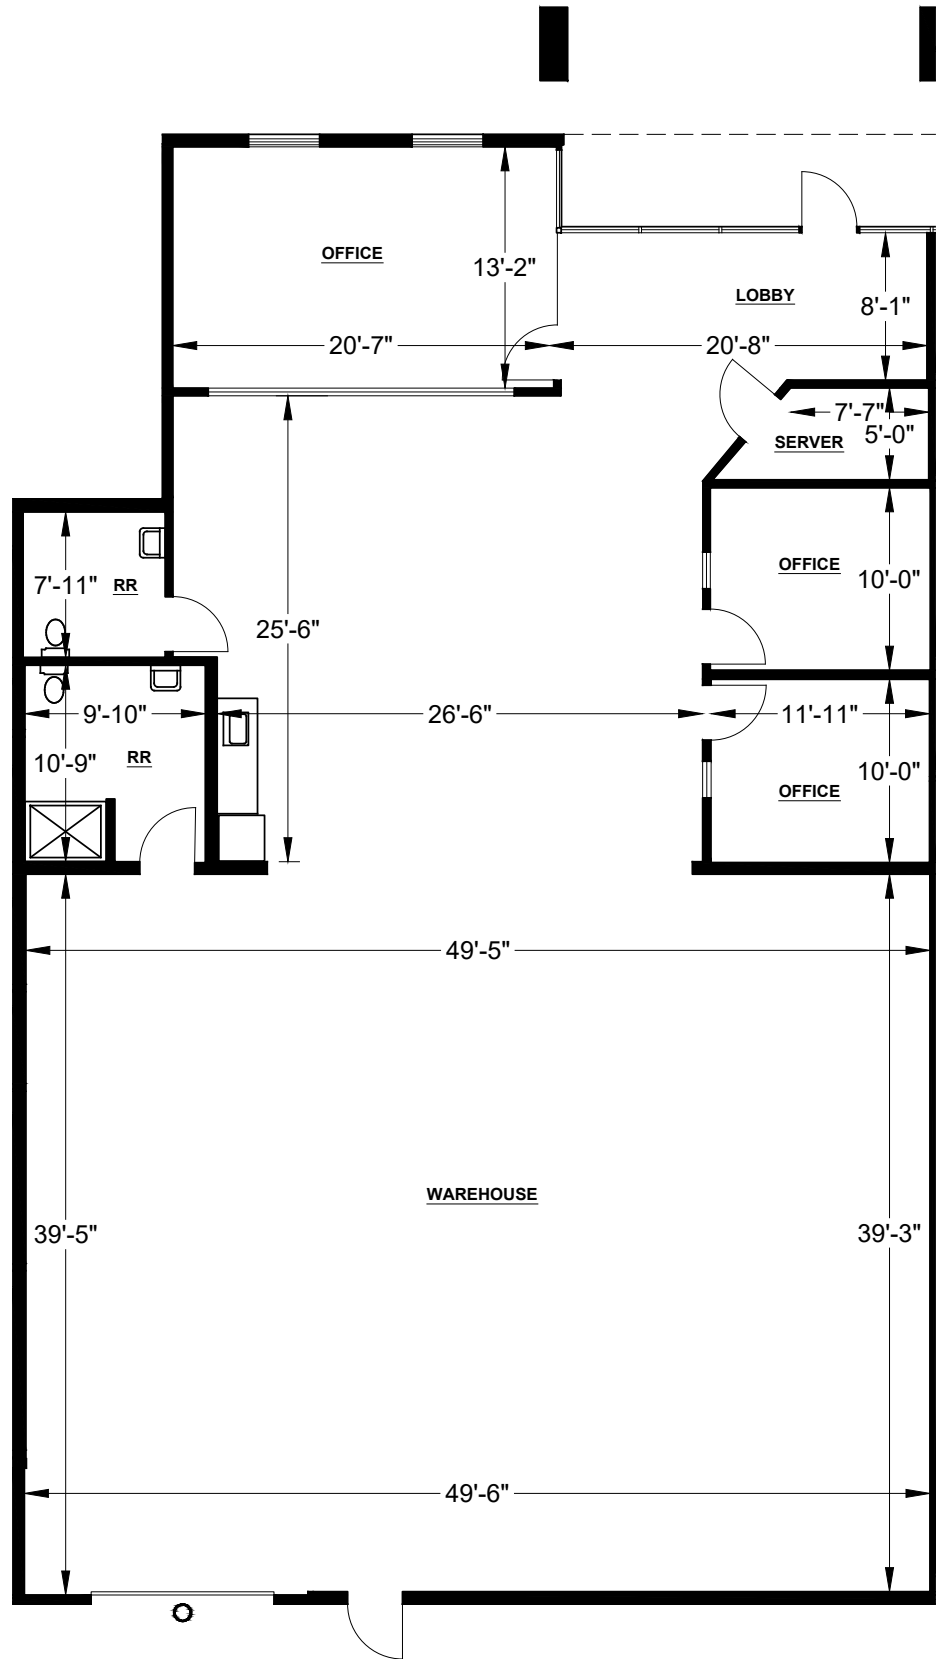 OFFICE
13'-2"
LOBBY
8'-1"
20'-7"
20'-8"
7'-7"
5'-0"
SERVER
OFFICE
10'-0"
7'-11"
RR
25'-6"
9'-10"
26'-6"
11'-11"
10'-9"
RR
10'-0"
OFFICE
49'-5"
WAREHOUSE
39'-5"
39'-3"
49'-6"